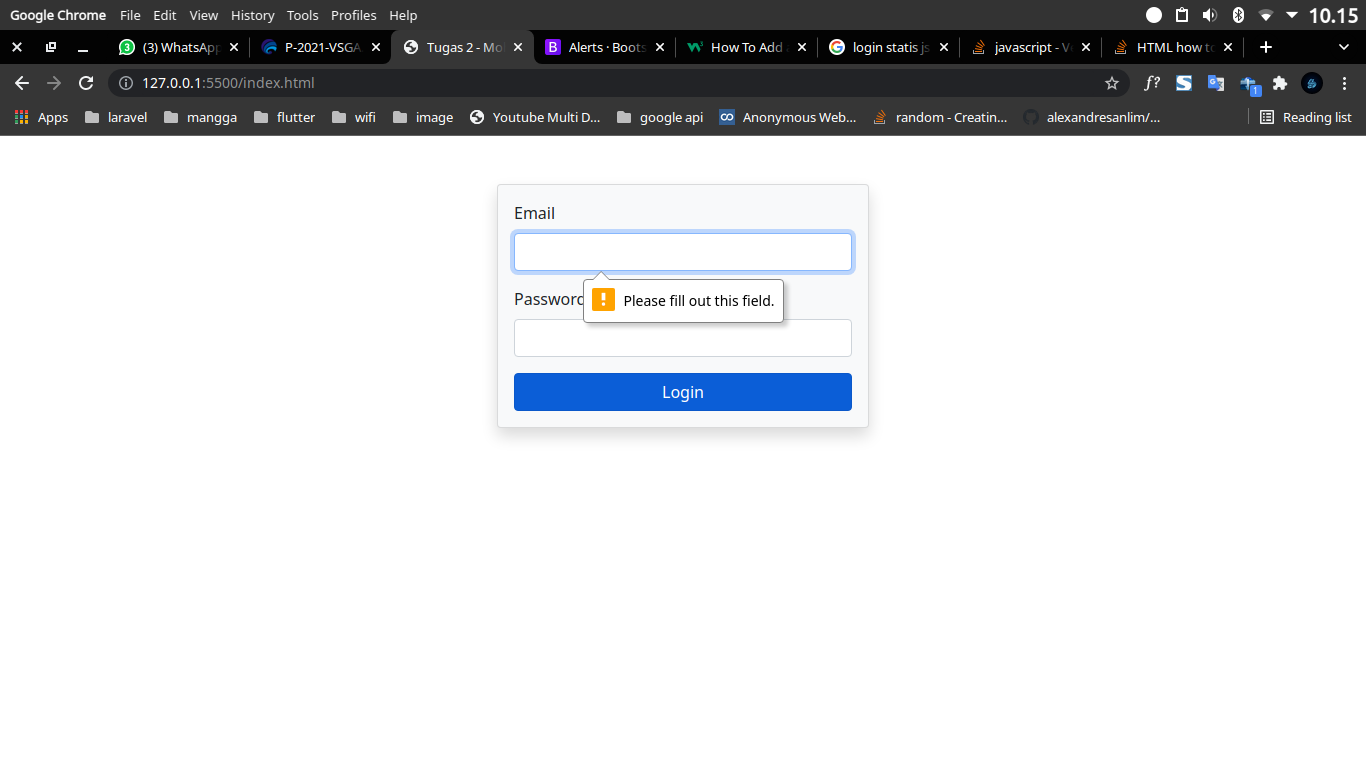 Google Chrome File Edit View History Tools Profiles Help 10.15
3 (3) WhatsApp P-2021-VSGA Tugas 2 - Mo B Alerts · Boots How To Add login statis js javascript - V HTML how to
127.0.0.1:5500/index.html f? S 1
Apps laravel mangga flutter wifi image Youtube Multi D... google api Anonymous Web... random - Creatin... alexandresanlim/... Reading list
Email
Please fill out this field.
Password
Login